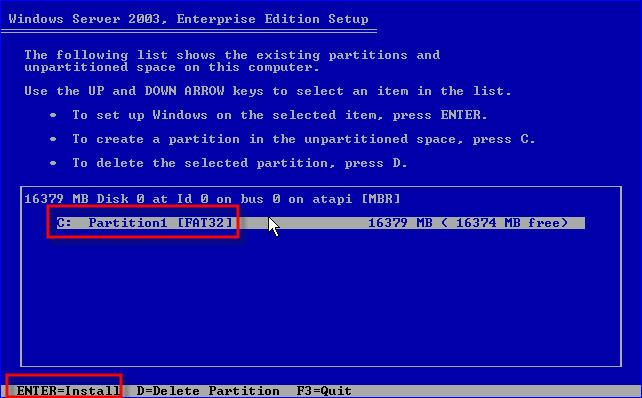 Windows Server 2003, Enterprise Edition Setup
The following list shows the existing partitions and
unpartitioned space on this computer.
Use the UP and DOWN ARROW keys to select an item in the list.
• To set up Windows on the selected item, press ENTER.
• To create a partition in the unpartitioned space, press C.
• To delete the selected partition, press D.
16379 MB Disk 0 at Id 0 on bus 0 on atapi [MBR]
C: Partition1 [FAT32] 16379 MB ( 16374 MB free)
ENTER=Install D=Delete Partition F3=Quit